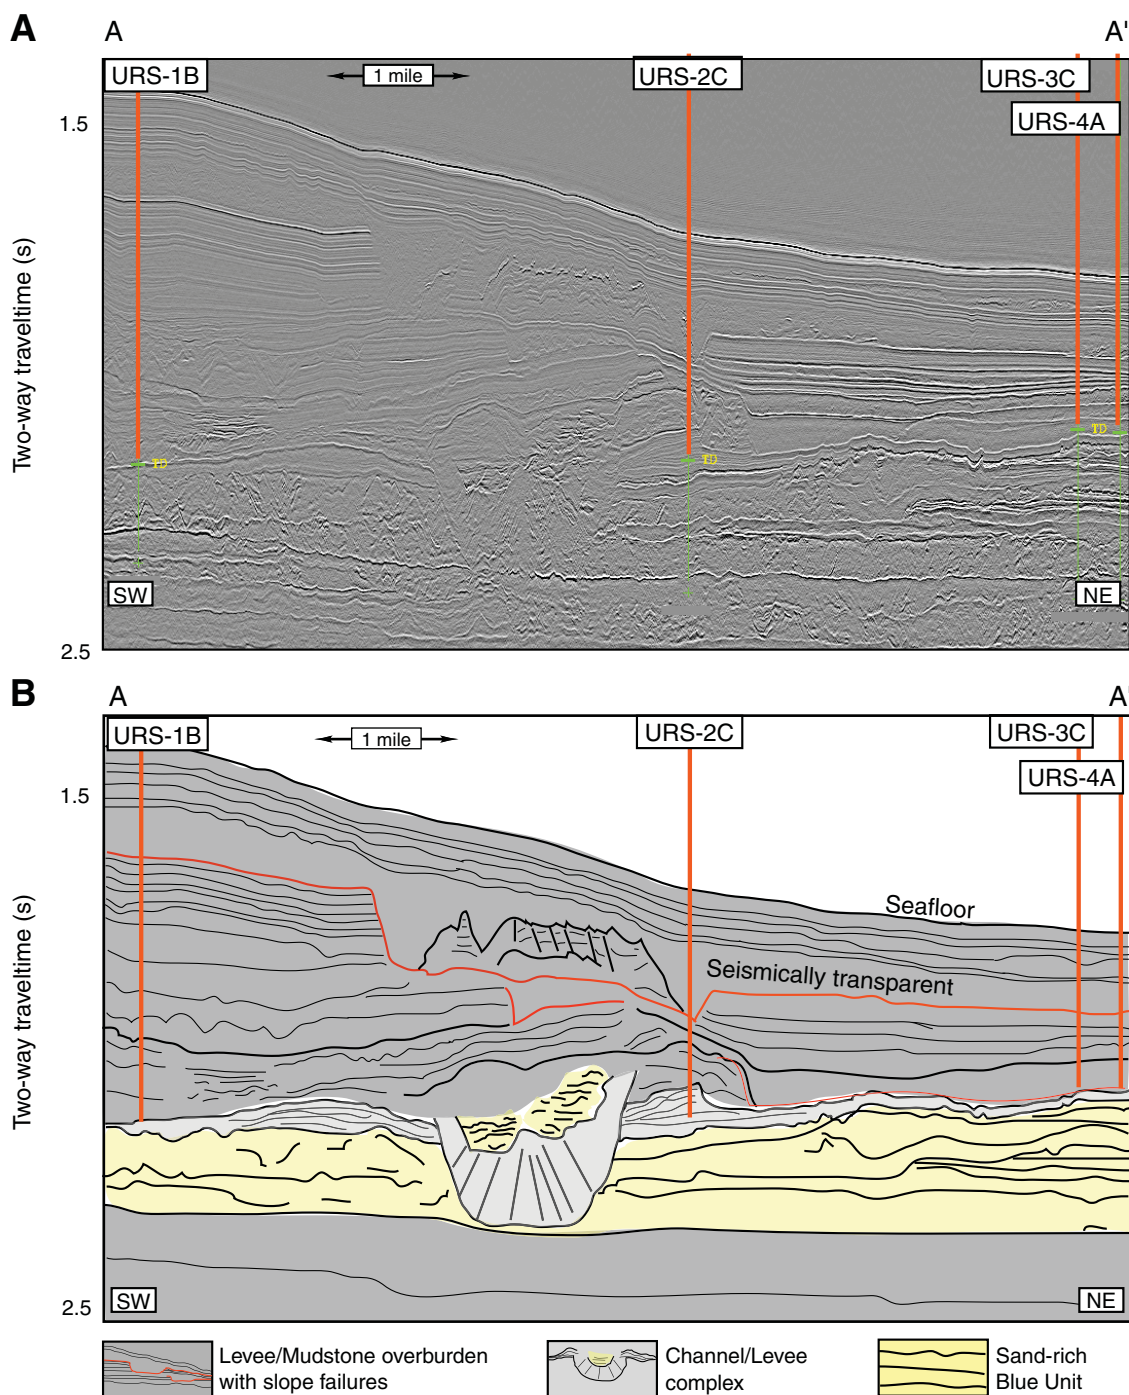 A
A A'
URS-1B 1 mile URS-2C URS-3C
URS-4A
1.5
Two-way traveltime (s)
TD TD TD
SW NE
2.5
B
A A'
URS-1B 1 mile URS-2C URS-3C
URS-4A
1.5
Seafloor
Seismically transparent
Two-way traveltime (s)
SW NE
2.5
Levee/Mudstone overburden
with slope failures
Channel/Levee
complex
Sand-rich
Blue Unit